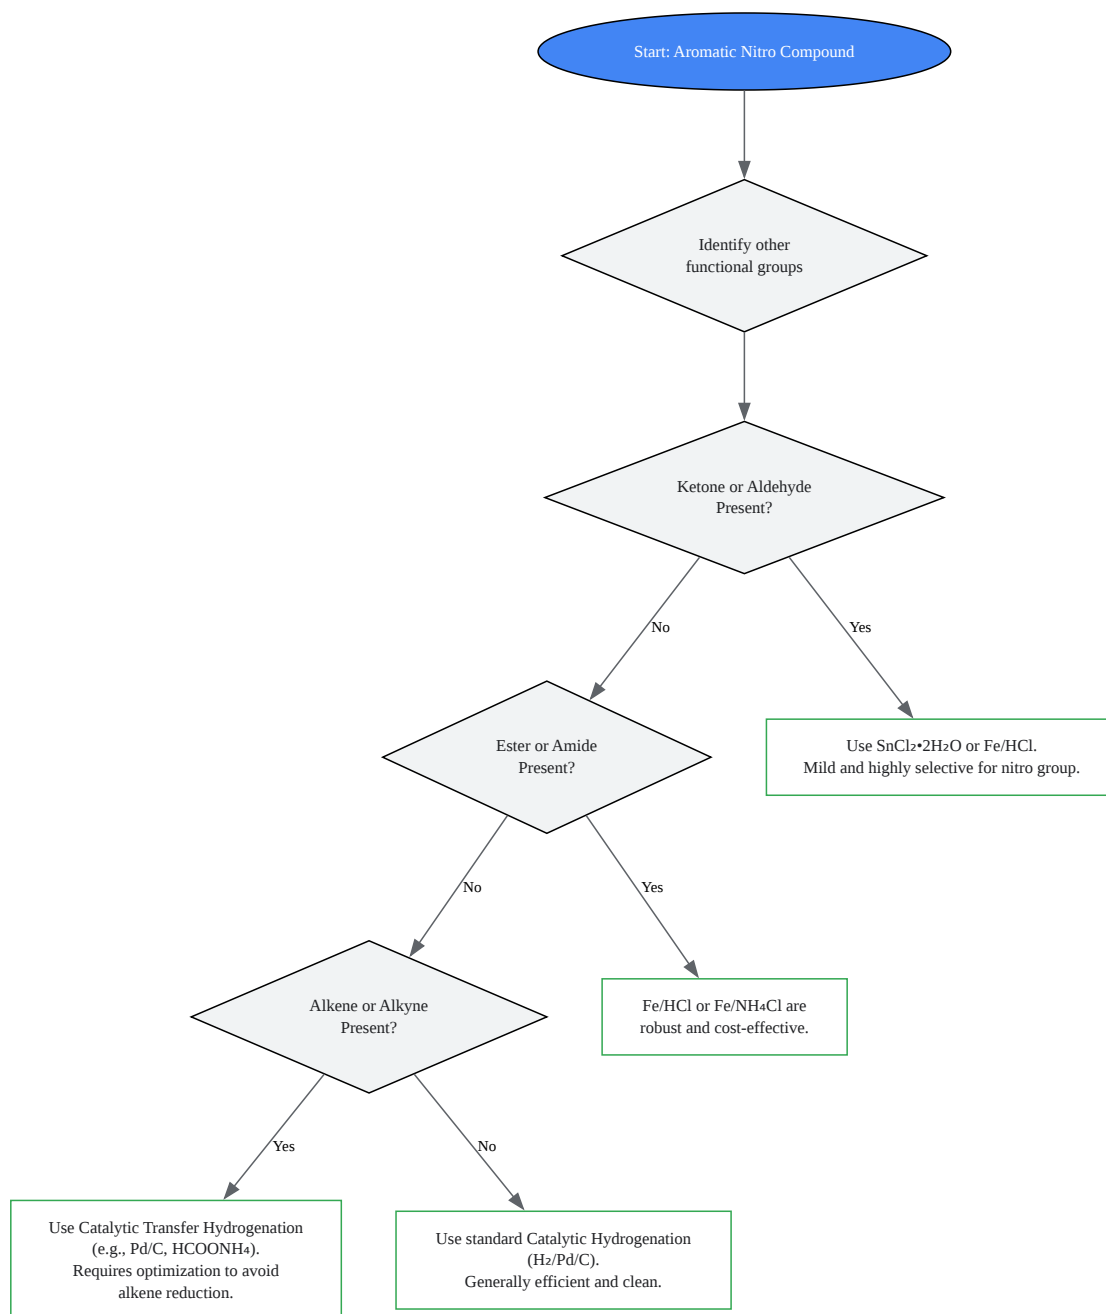 Start: Aromatic Nitro Compound
Identify other
functional groups
Ketone or Aldehyde
Present?
No
Yes
Ester or Amide
Present?
Use SnCl₂•2H₂O or Fe/HCl.
Mild and highly selective for nitro group.
No
Yes
Alkene or Alkyne
Present?
Fe/HCl or Fe/NH₄Cl are
robust and cost-effective.
Yes
No
Use Catalytic Transfer Hydrogenation
(e.g., Pd/C, HCOONH₄).
Requires optimization to avoid
alkene reduction.
Use standard Catalytic Hydrogenation
(H₂/Pd/C).
Generally efficient and clean.